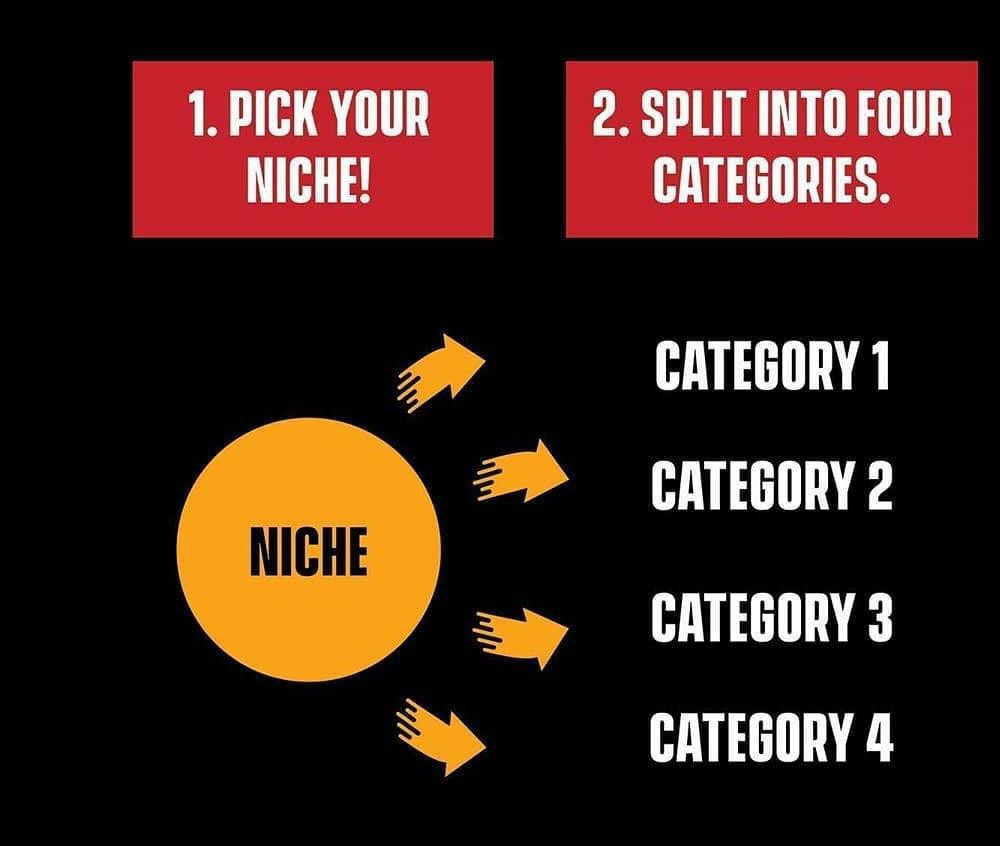 1. PICK YOUR
NICHE!
2. SPLIT INTO FOUR
CATEGORIES.
NICHE
CATEGORY 1
CATEGORY 2
CATEGORY 3
CATEGORY 4